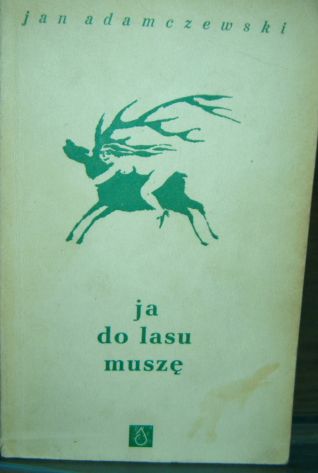 jan adamczewski
ja
do lasu
muszę